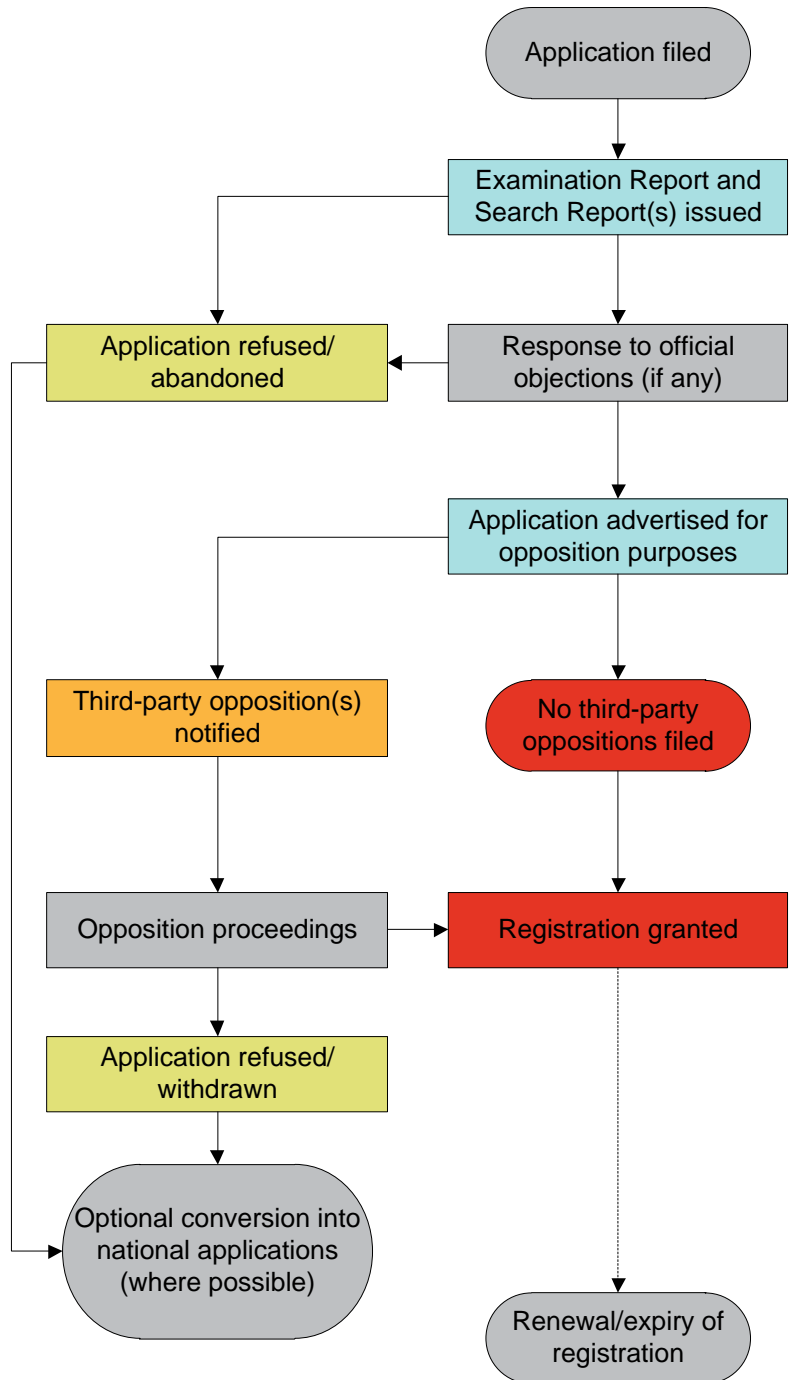 Application filed
Examination Report and
Search Report(s) issued
Application refused/
abandoned
Response to official
objections (if any)
Application advertised for
opposition purposes
Third-party opposition(s)
notified
No third-party
oppositions filed
Opposition proceedings
Registration granted
Application refused/
withdrawn
Optional conversion into
national applications
(where possible)
Renewal/expiry of
registration